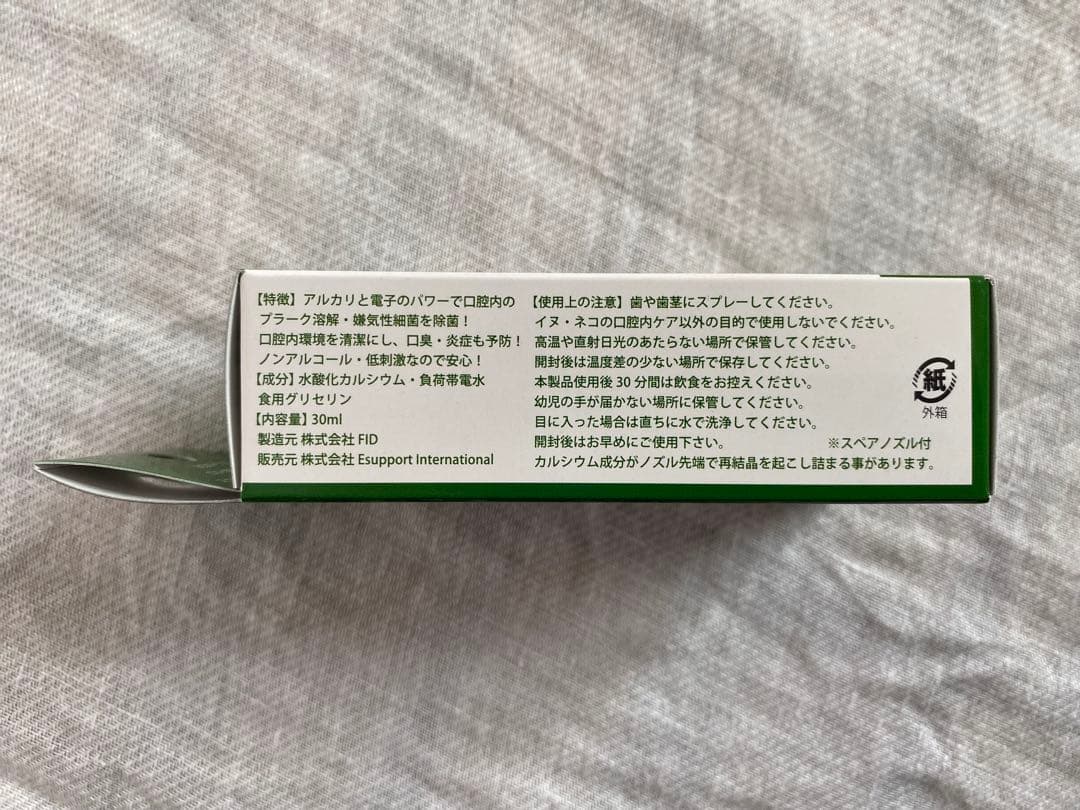 【特徴】アルカリと電子のパワーで口腔内の
プラーク溶解・嫌気性細菌を除菌！
口腔内環境を清潔にし、口臭・炎症も予防！
ノンアルコール・低刺激なので安心！
【成分】水酸化カルシウム・負荷帯電水
食用グリセリン
【内容量】30ml
製造元 株式会社 FID
販売元 株式会社 Esupport International
【使用上の注意】歯や歯茎にスプレーしてください。
イヌ・ネコの口腔内ケア以外の目的で使用しないでください。
高温や直射日光のあたらない場所で保管してください。
開封後は温度差の少ない場所で保存してください。
本製品使用後 30 分間は飲食をお控えください。
幼児の手が届かない場所に保管してください。
目に入った場合は直ちに水で洗浄してください。
開封後はお早めにご使用下さい。 ※スペアノズル付
カルシウム成分がノズル先端で再結晶を起こし詰まる事があります。
紙
外箱